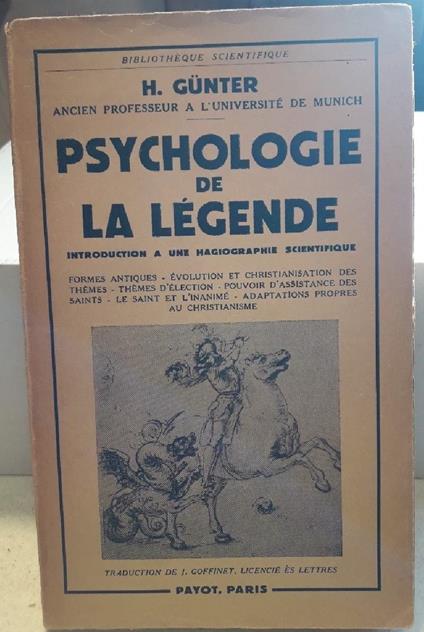 BIBLIOTHÈQUE SCIENTIFIQUE
H. GÜNTER
ANCIEN PROFESSEUR A L'UNIVERSITÉ DE MUNICH
PSYCHOLOGIE
DE
LA LÉGENDE
INTRODUCTION A UNE HAGIOGRAPHIE SCIENTIFIQUE
FORMES ANTIQUES - ÉVOLUTION ET CHRISTIANISATION DES
THÈMES - THÈMES D'ÉLECTION - POUVOIR D'ASSISTANCE DES
SAINTS - LE SAINT ET L'INANIMÉ - ADAPTATIONS PROPRES
AU CHRISTIANISME
TRADUCTION DE J. GOFFINET, LICENCIÉ ÈS LETTRES
PAYOT, PARIS